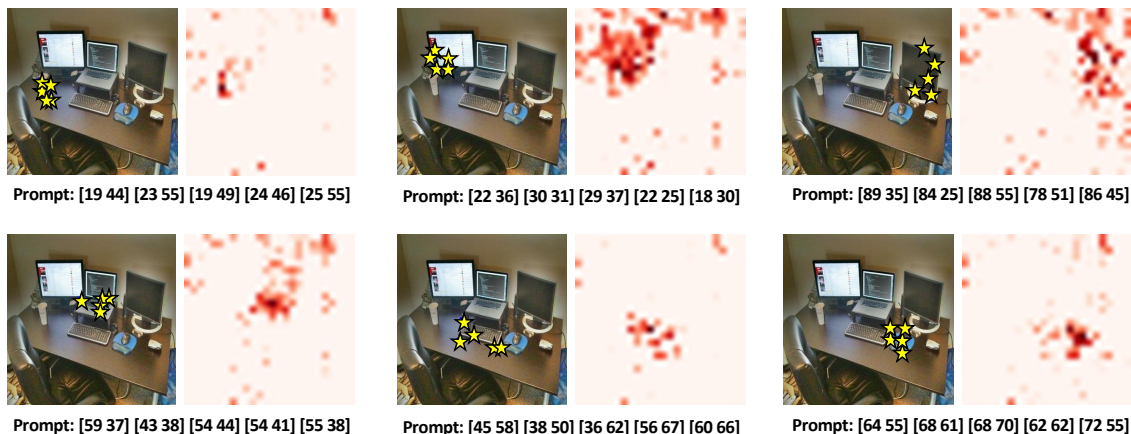 Prompt: [19 44] [23 55] [19 49] [24 46] [25 55]
Prompt: [22 36] [30 31] [29 37] [22 25] [18 30]
Prompt: [89 35] [84 25] [88 55] [78 51] [86 45]
Prompt: [59 37] [43 38] [54 44] [54 41] [55 38]
Prompt: [45 58] [38 50] [36 62] [56 67] [60 66]
Prompt: [64 55] [68 61] [68 70] [62 62] [72 55]